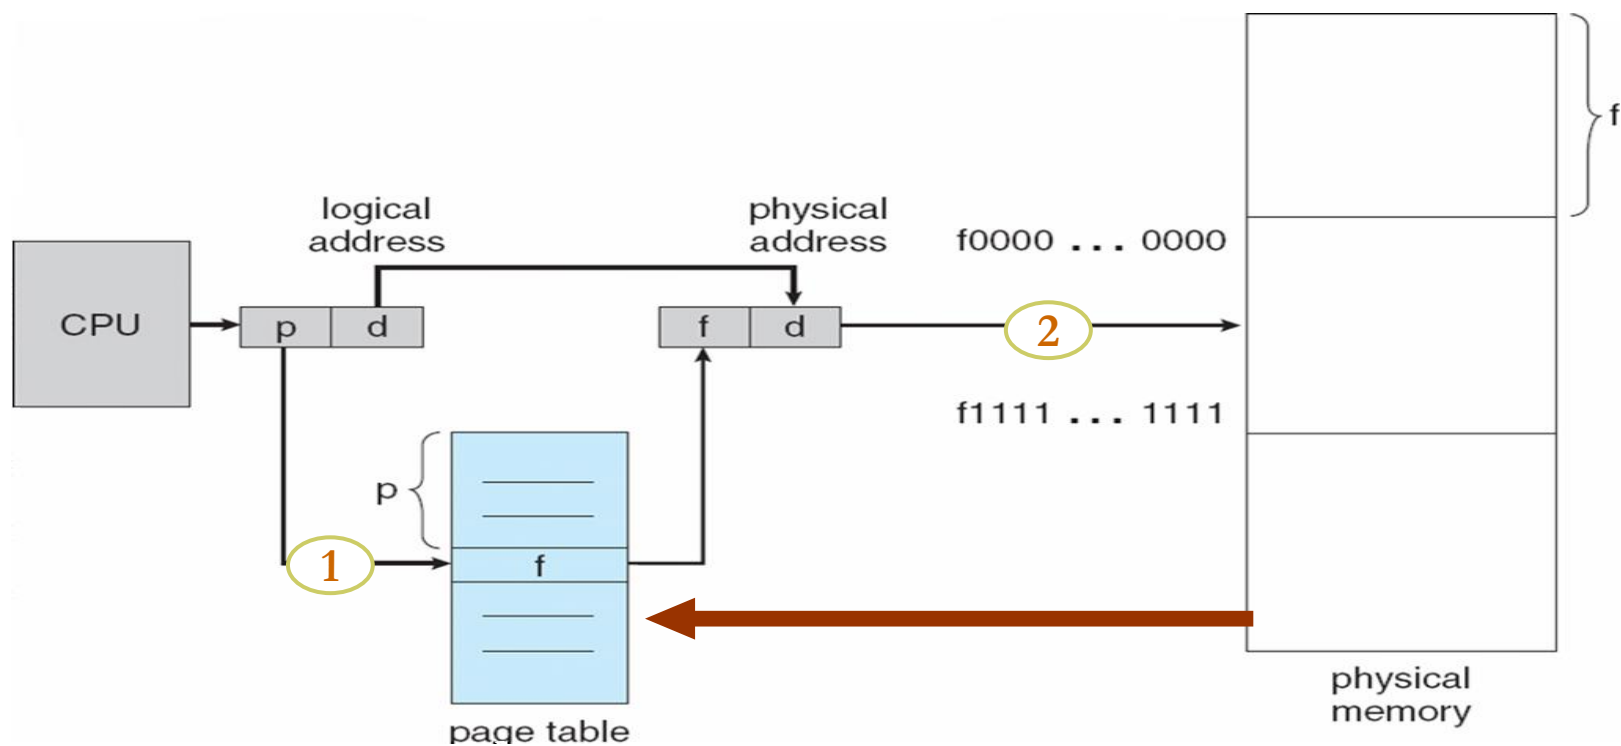 f
logical
address
physical
address
f0000 ... 0000
CPU
p d
f d
2
f1111 ... 1111
p
1
f
physical
memory
page table